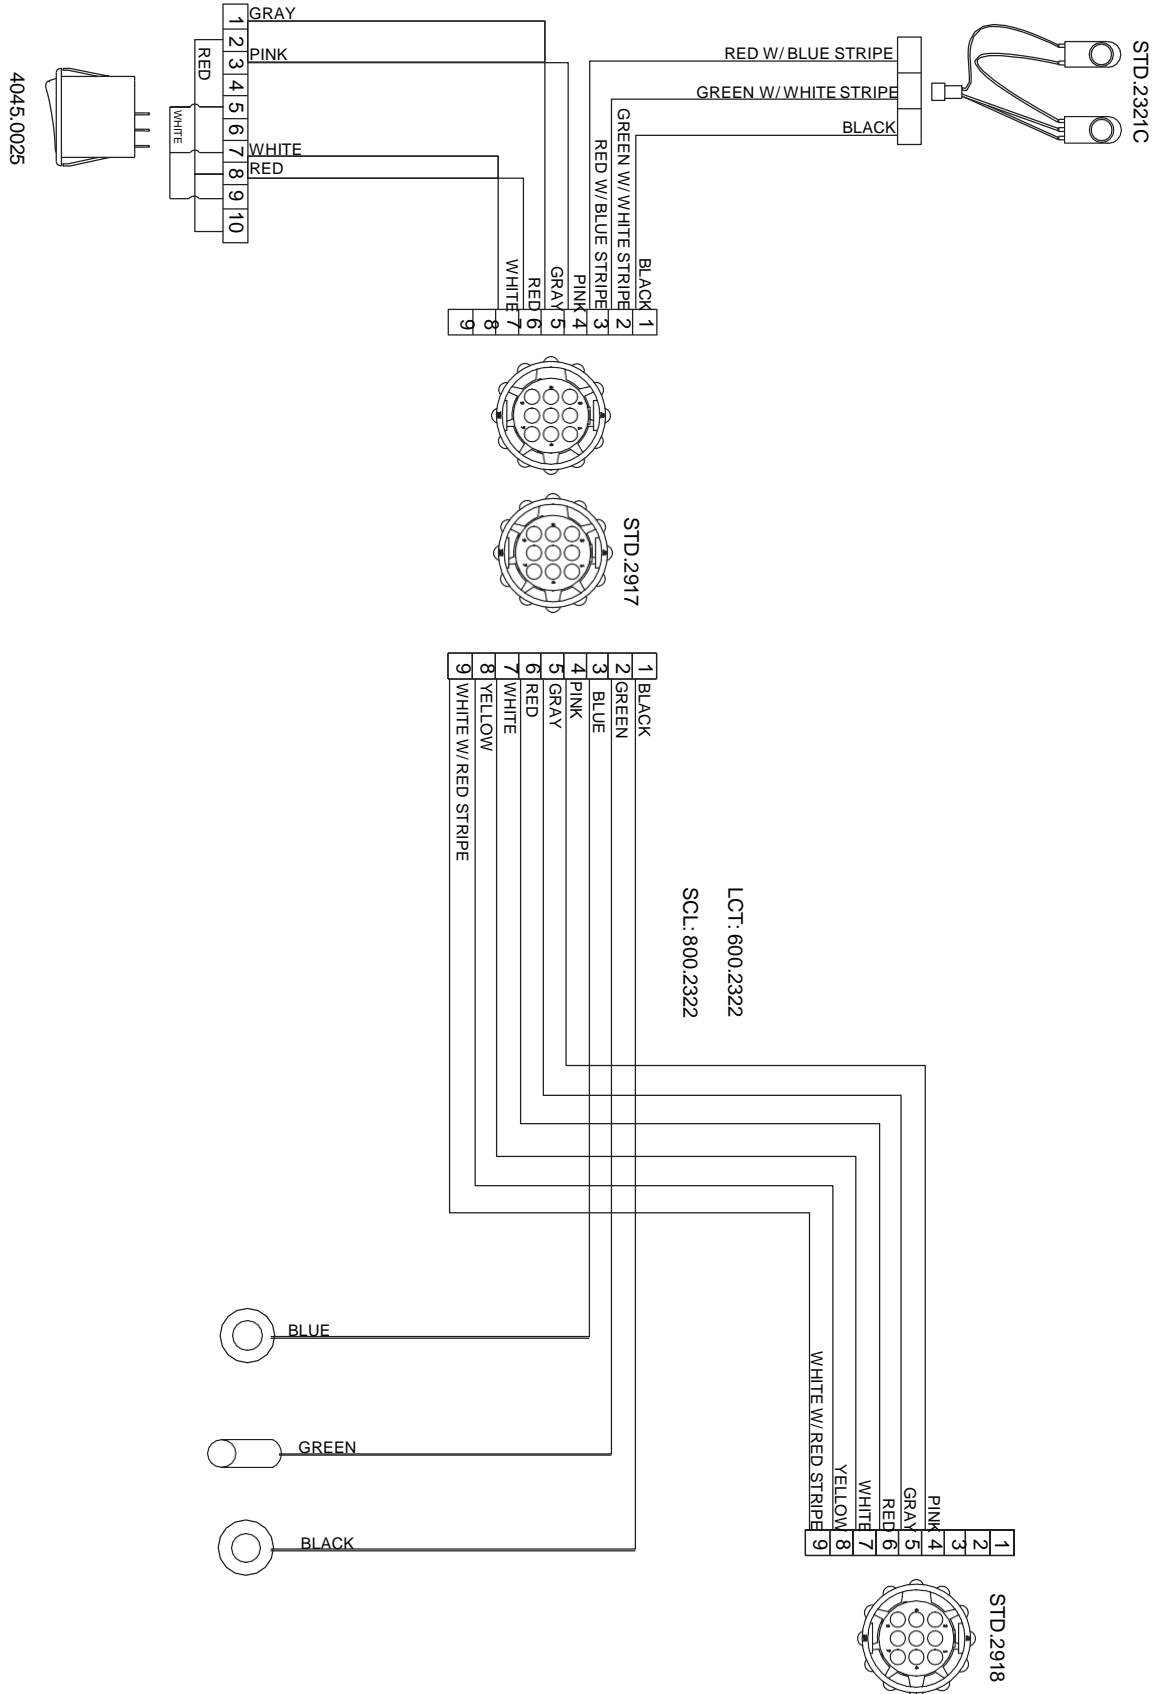 STD.2321C
RED W/ BLUE STRIPE
GREEN W/ WHITE STRIPE
BLACK
GRAY
PINK
WHITE
RED
1
2
3
4
5
6
7
8
9
10
RED
WHITE
4045.0025
BLACK
GREEN W/ WHITE STRIPE
RED W/ BLUE STRIPE
PINK
GRAY
RED
WHITE
1
2
3
4
5
6
7
8
9
STD.2917
1
2
3
4
5
6
7
8
9
BLACK
GREEN
BLUE
PINK
GRAY
RED
WHITE
YELLOW
WHITE W/ RED STRIPE
LCT: 600.2322
SCL: 800.2322
BLUE
GREEN
BLACK
PINK
GRAY
RED
WHITE
YELLOW
WHITE W/ RED STRIPE
1
2
3
4
5
6
7
8
9
STD.2918